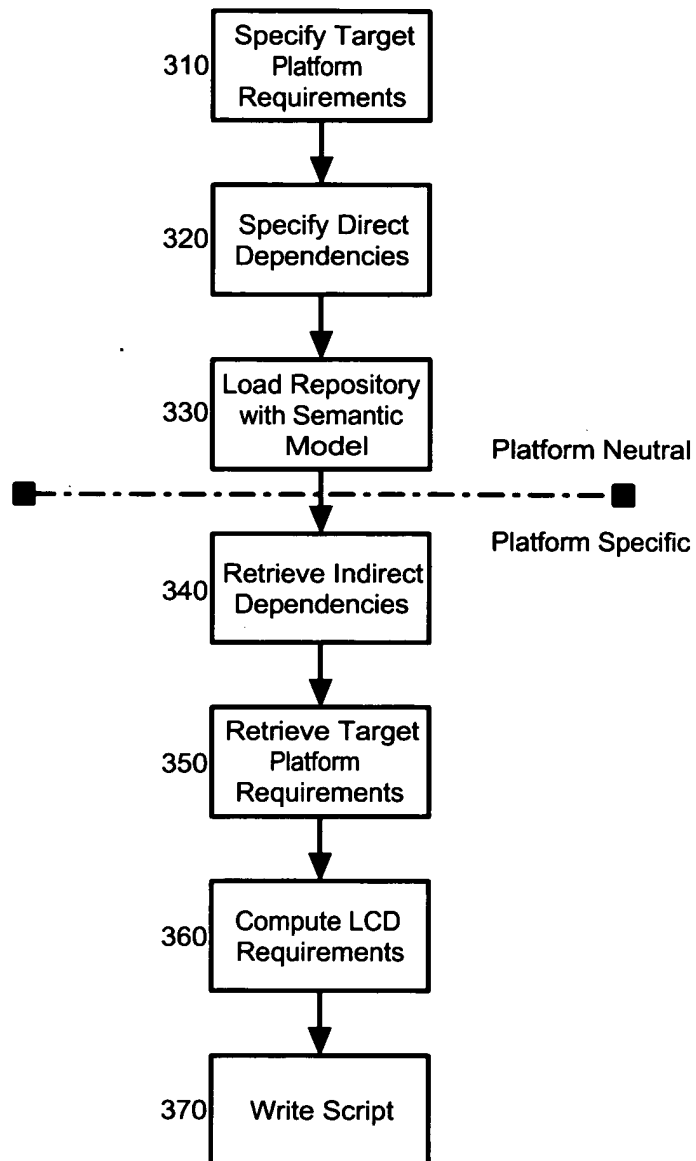 310
Specify Target
Platform
Requirements
320
Specify Direct
Dependencies
330
Load Repository
with Semantic
Model
Platform Neutral
Platform Specific
340
Retrieve Indirect
Dependencies
350
Retrieve Target
Platform
Requirements
360
Compute LCD
Requirements
370
Write Script